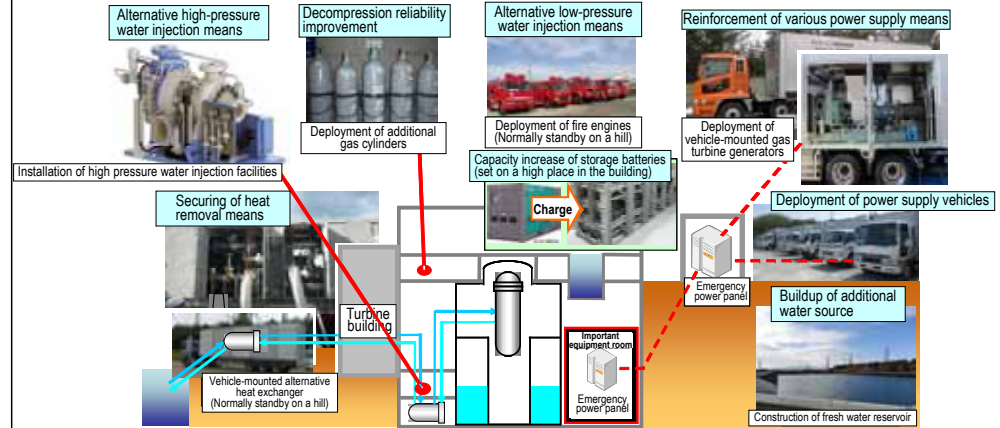 Alternative high-pressure
water injection means
Decompression reliability
improvement
Alternative low-pressure
water injection means
Reinforcement of various power supply means
Deployment of additional
gas cylinders
Deployment of fire engines
(Normally standby on a hill)
Deployment of
vehicle-mounted gas
turbine generators
Installation of high pressure water injection facilities
Capacity increase of storage batteries
(set on a high place in the building)
Charge
Securing of heat
removal means
Deployment of power supply vehicles
Emergency
power panel
Buildup of additional
water source
Turbine
building
Important
equipment room
Emergency
power panel
Vehicle-mounted alternative
heat exchanger
(Normally standby on a hill)
Construction of fresh water reservoir